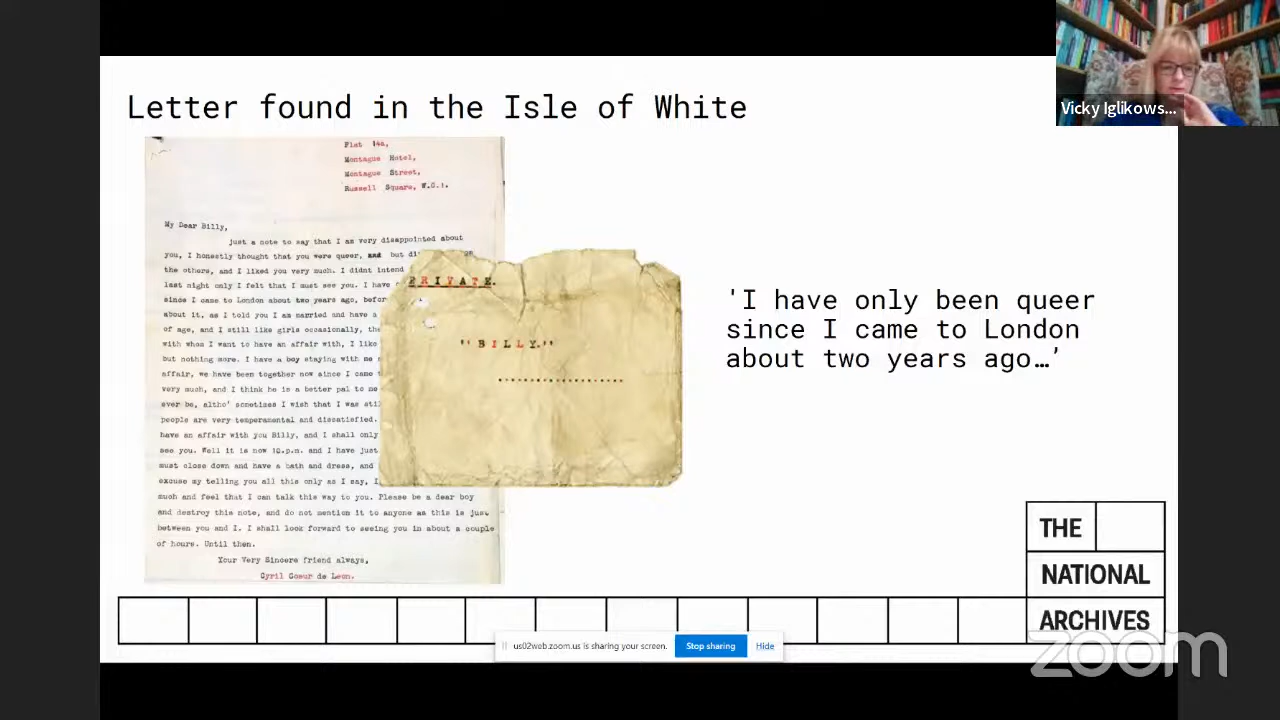 Vicky Iglikows...
Letter found in the Isle of White
Flat 14a,
Montague Hotel,
Montague Street,
Russell Square, W.C.1.
My Dear Billy,
just a note to say that I am very disappointed about
you, I honestly thought that you were queer, and but di
the others, and I liked you very much. I didnt intend
last night only I felt that I must see you. I have
since I came to London about two years ago, befor
about it, as I told you I am married and have a
of age, and I still like girls occasionally, the
with whom I want to have an affair with, I like
but nothing more. I have a boy staying with me
affair, we have been together now since I came
very much, and I think he is a better pal to me
ever be, altho' sometimes I wish that I was stil
people are very temperamental and dissatisfied.
have an affair with you Billy, and I shall only
see you. Well it is now 10.p.m. and I have just
must close down and have a bath and dress, and
excuse my telling you all this only as I say, I
much and feel that I can talk this way to you. Please be a dear boy
and destroy this note, and do not mention it to anyone as this is just
between you and I. I shall look forward to seeing you in about a couple
of hours. Until then.
Your Very Sincere friend always,
Cyril Coeur de Leon.
PRIVATE.
"BILLY."
'I have only been queer
since I came to London
about two years ago…'
THE
NATIONAL
ARCHIVES
us02web.zoom.us is sharing your screen. Stop sharing Hide
zoom